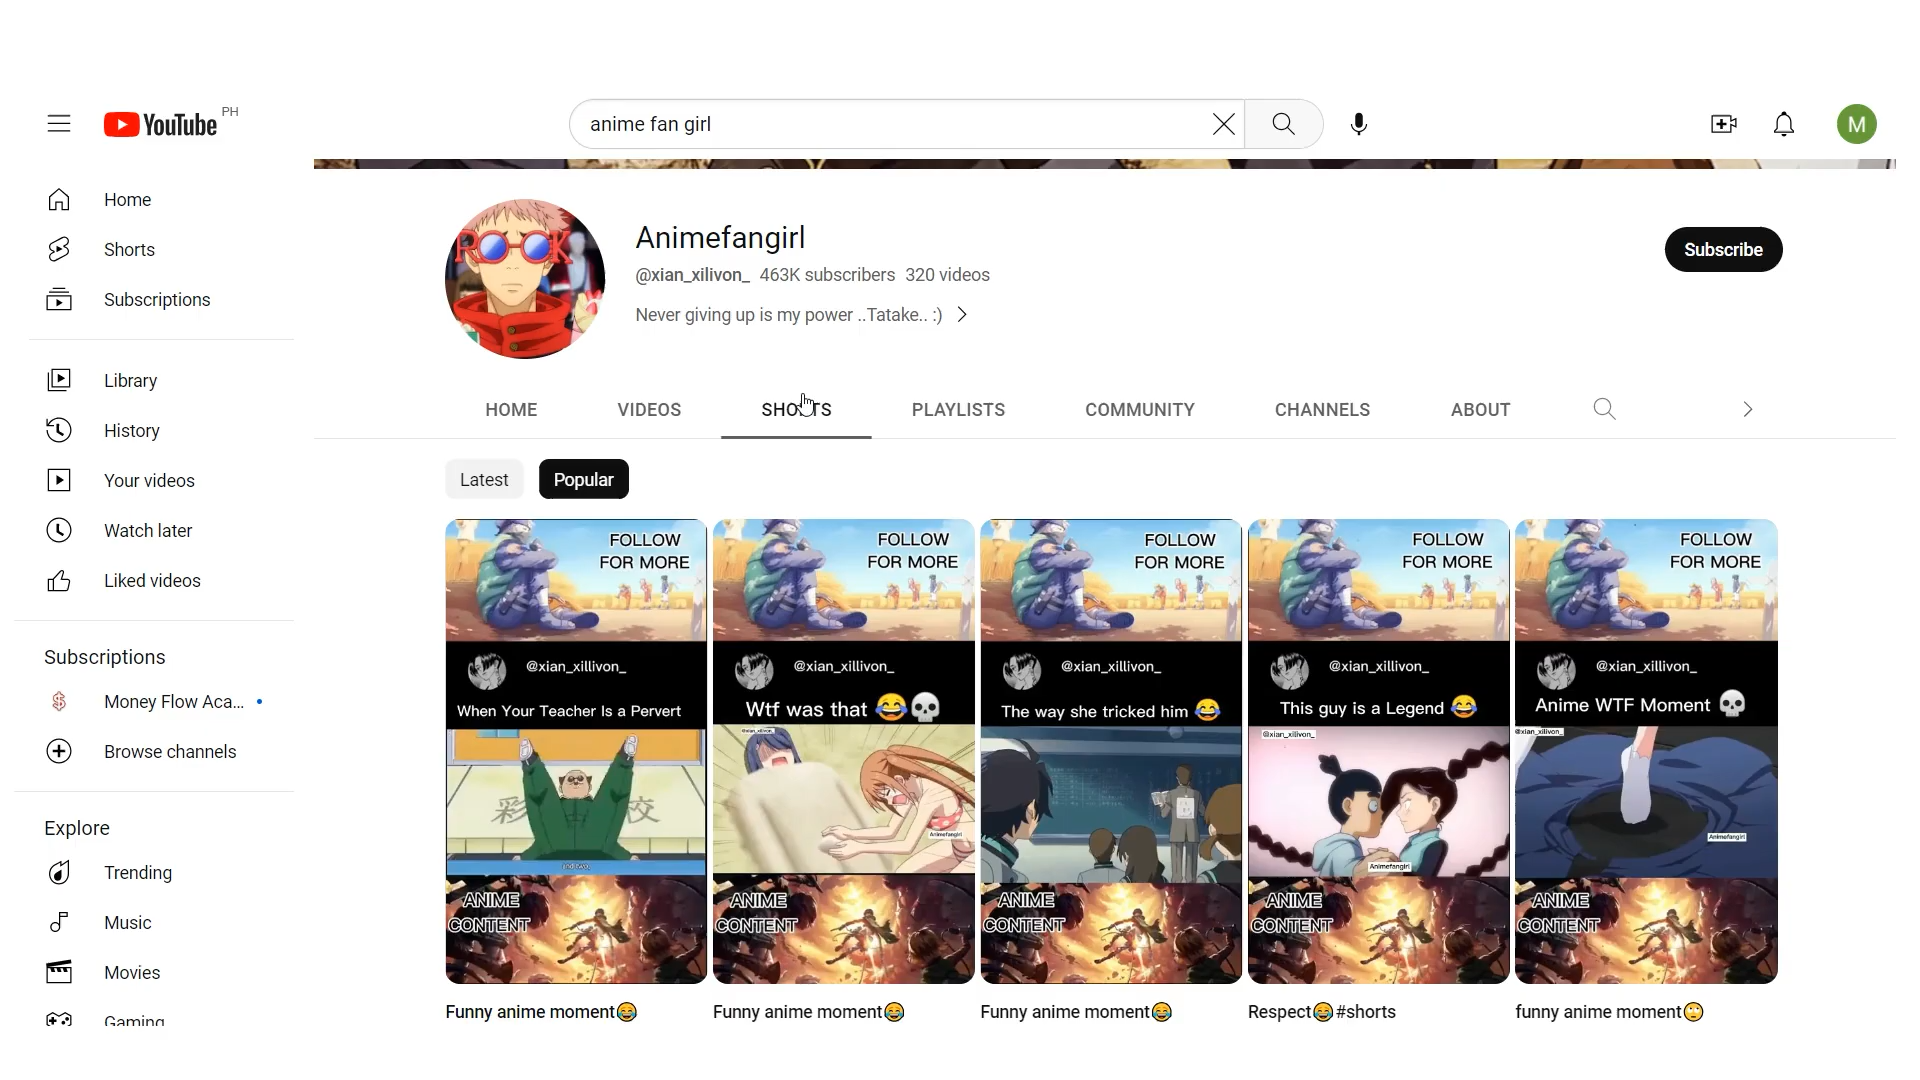 YouTube PH
anime fan girl
M
Home
Shorts
Subscriptions
Library
History
Your videos
Watch later
Liked videos
Subscriptions
Money Flow Aca...
Browse channels
Explore
Trending
Music
Movies
Gaming
Animefangirl
@xian_xilivon_ 463K subscribers 320 videos
Never giving up is my power ..Tatake.. :)
Subscribe
HOME VIDEOS SHORTS PLAYLISTS COMMUNITY CHANNELS ABOUT
Latest Popular
FOLLOW
FOR MORE
@xian_xillivon_
When Your Teacher Is a Pervert
ANIME
CONTENT
Funny anime moment😂
FOLLOW
FOR MORE
@xian_xillivon_
Wtf was that 😂💀
@xian_xilivon_
Animefangirl
ANIME
CONTENT
Funny anime moment😂
FOLLOW
FOR MORE
@xian_xillivon_
The way she tricked him 😂
ANIME
CONTENT
Funny anime moment😂
FOLLOW
FOR MORE
@xian_xillivon_
This guy is a Legend 😂
@xian_xilivon_
Animefangirl
ANIME
CONTENT
Respect😂#shorts
FOLLOW
FOR MORE
@xian_xillivon_
Anime WTF Moment 💀
@xian_xilivon_
Animefangirl
ANIME
CONTENT
funny anime moment🙄